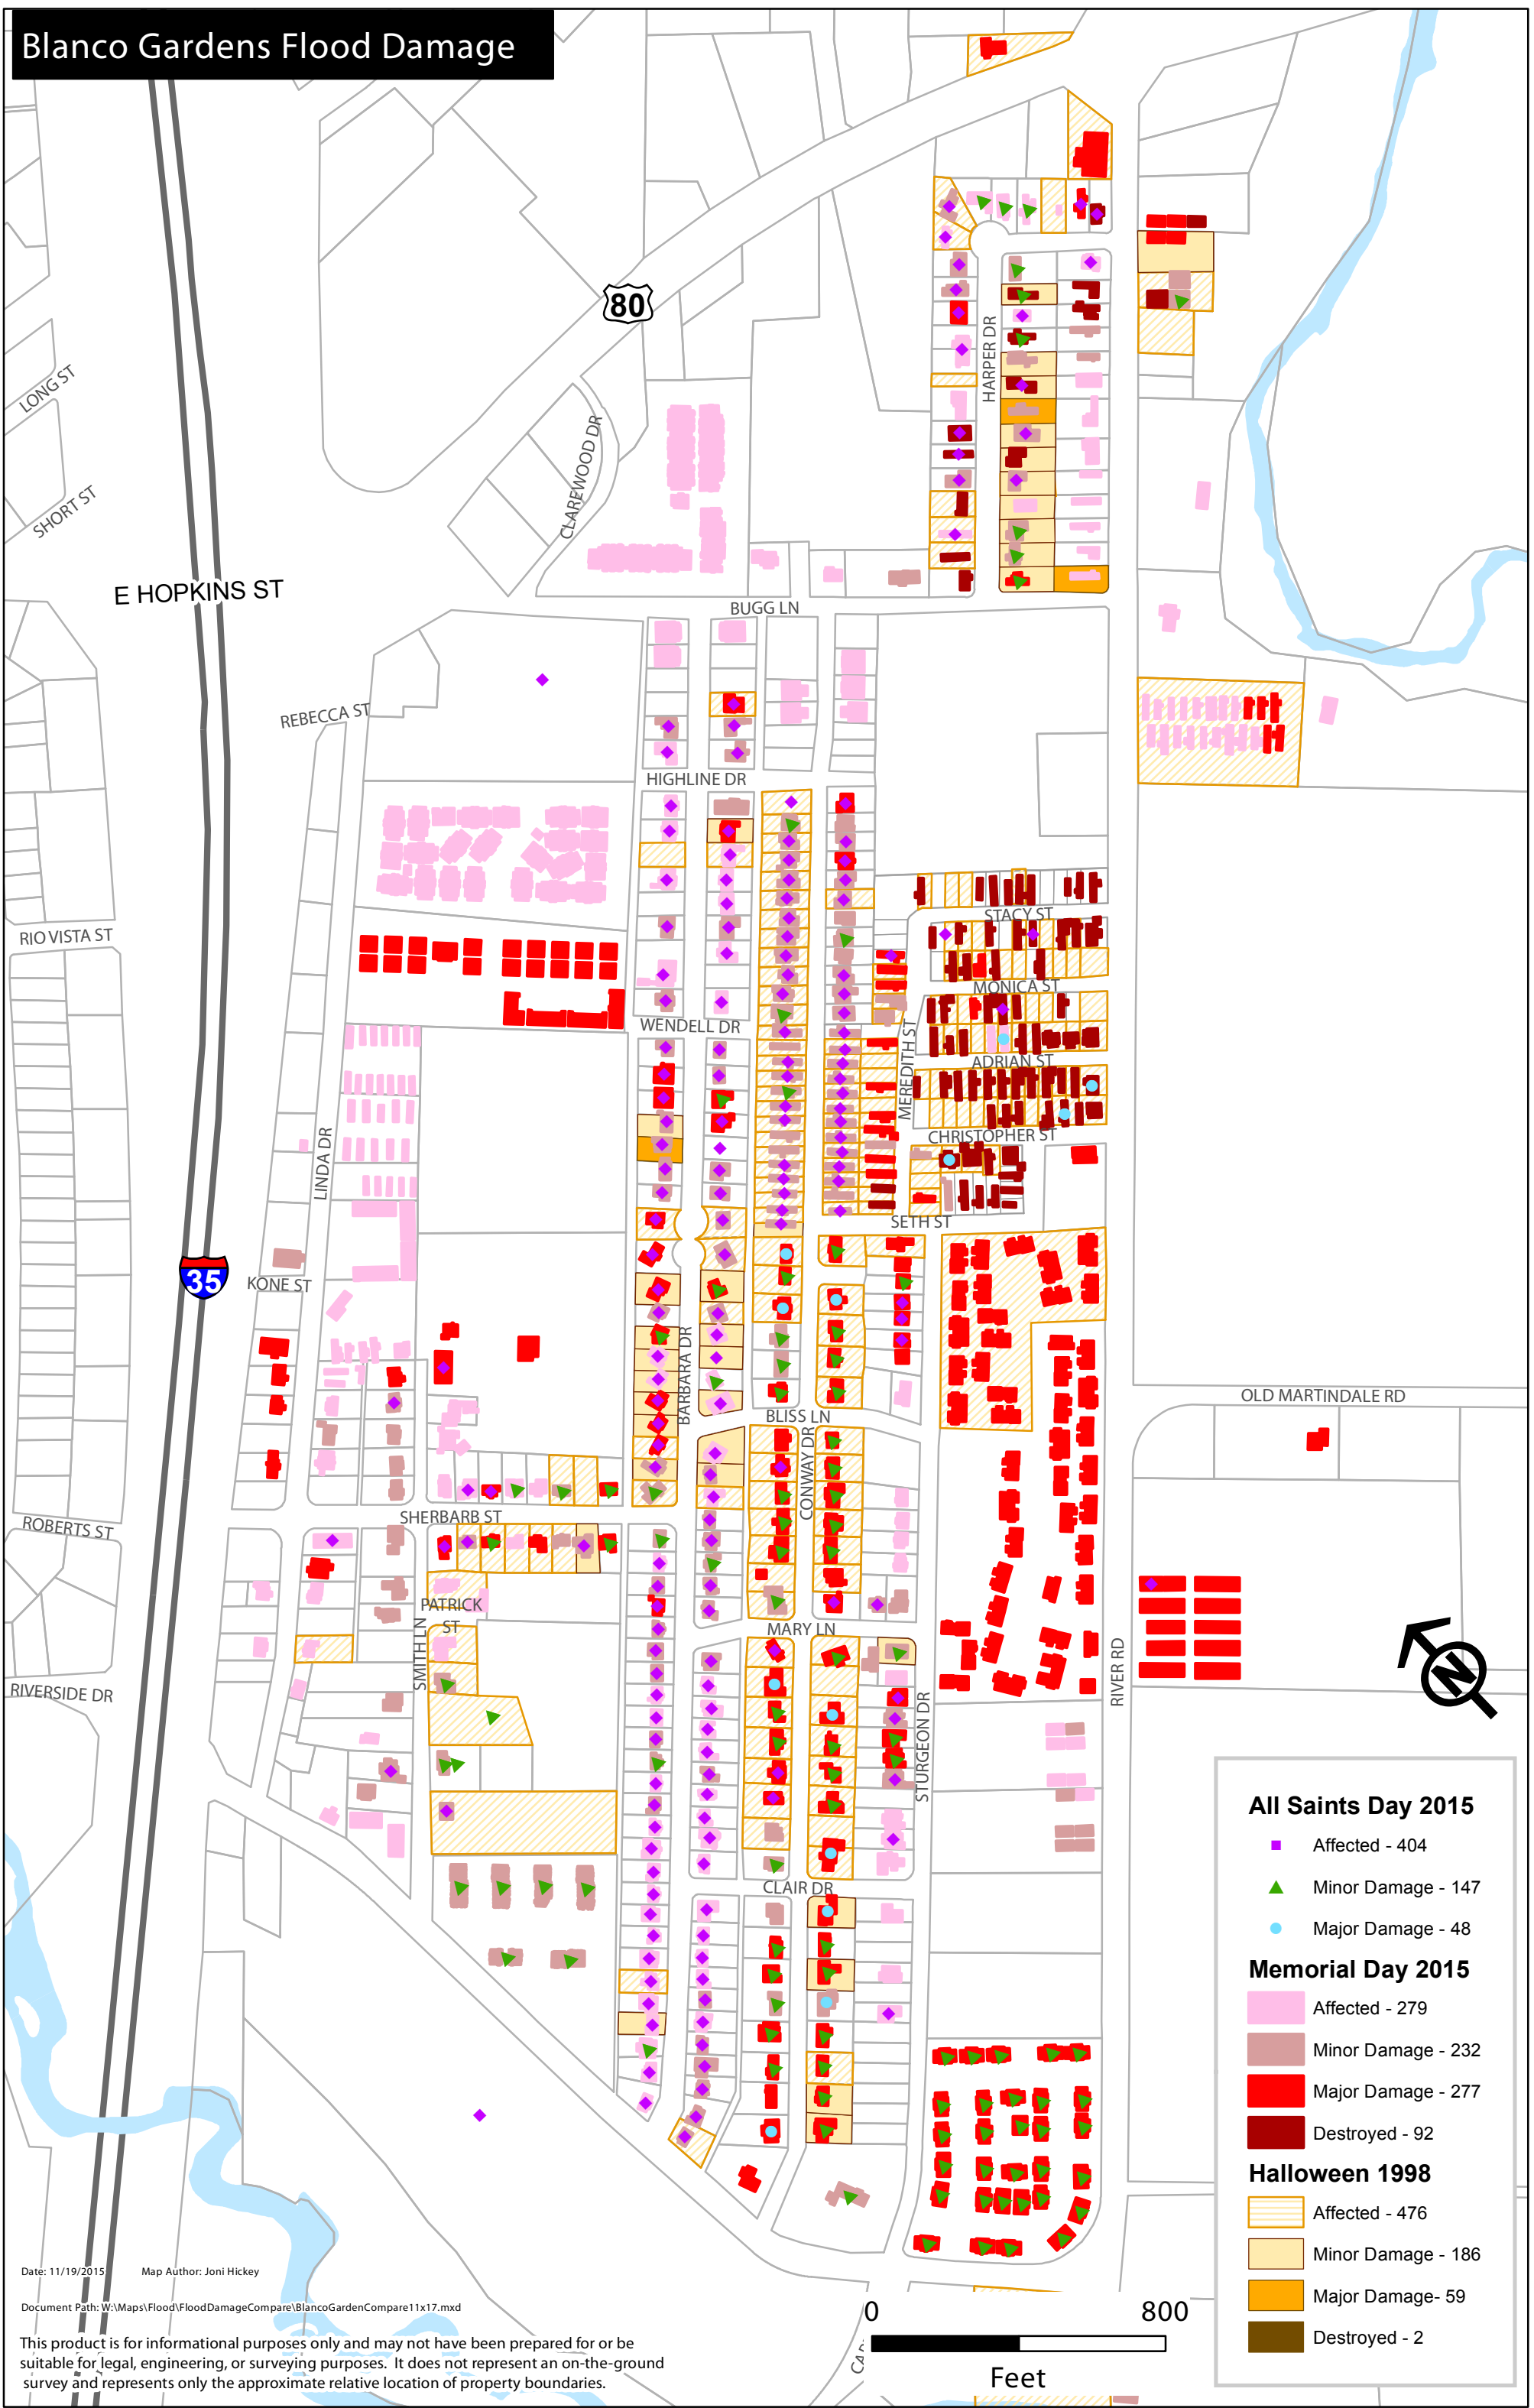 Blanco Gardens Flood Damage
80
HARPER DR
LONG ST
CLAREWOOD DR
SHORT ST
E HOPKINS ST
BUGG LN
REBECCA ST
HIGHLINE DR
STACY ST
RIO VISTA ST
MONICA ST
WENDELL DR
MEREDITH ST
ADRIAN ST
LINDA DR
CHRISTOPHER ST
SETH ST
35
KONE ST
BARBARA DR
OLD MARTINDALE RD
BLISS LN
CONWAY DR
SHERBARB ST
ROBERTS ST
PATRICK
ST
SMITH LN
MARY LN
RIVER RD
RIVERSIDE DR
STURGEON DR
N
CLAIR DR
All Saints Day 2015
Affected - 404
Minor Damage - 147
Major Damage - 48
Memorial Day 2015
Affected - 279
Minor Damage - 232
Major Damage - 277
Destroyed - 92
Halloween 1998
Affected - 476
Minor Damage - 186
Major Damage- 59
Destroyed - 2
Date: 11/19/2015 Map Author: Joni Hickey
Document Path: W:\Maps\Flood\FloodDamageCompare\BlancoGardenCompare11x17.mxd
This product is for informational purposes only and may not have been prepared for or be
suitable for legal, engineering, or surveying purposes. It does not represent an on-the-ground
survey and represents only the approximate relative location of property boundaries.
0 800
Feet